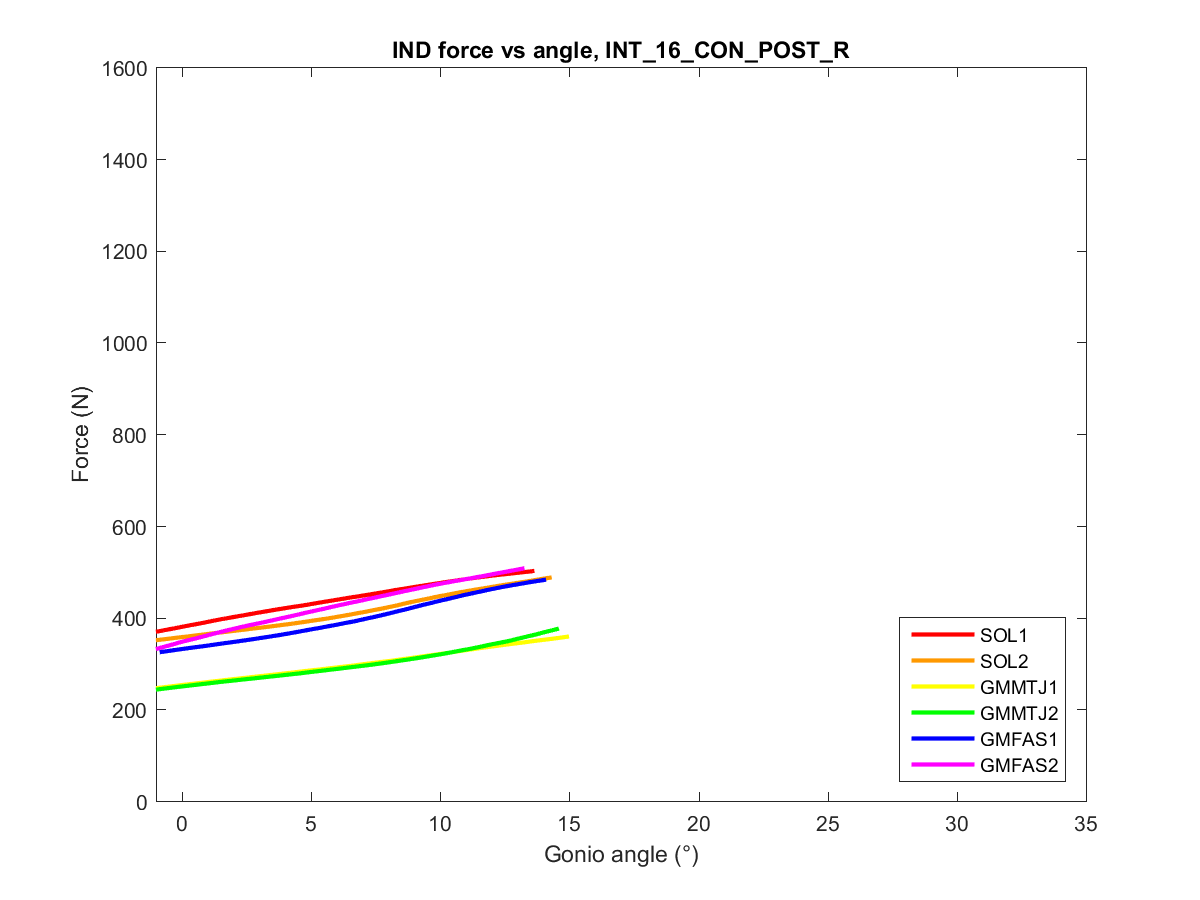 IND force vs angle, INT_16_CON_POST_R
1600
1400
1200
1000
800
600
400
200
0
Force (N)
0 5 10 15 20 25 30 35
Gonio angle (°)
SOL1
SOL2
GMMTJ1
GMMTJ2
GMFAS1
GMFAS2